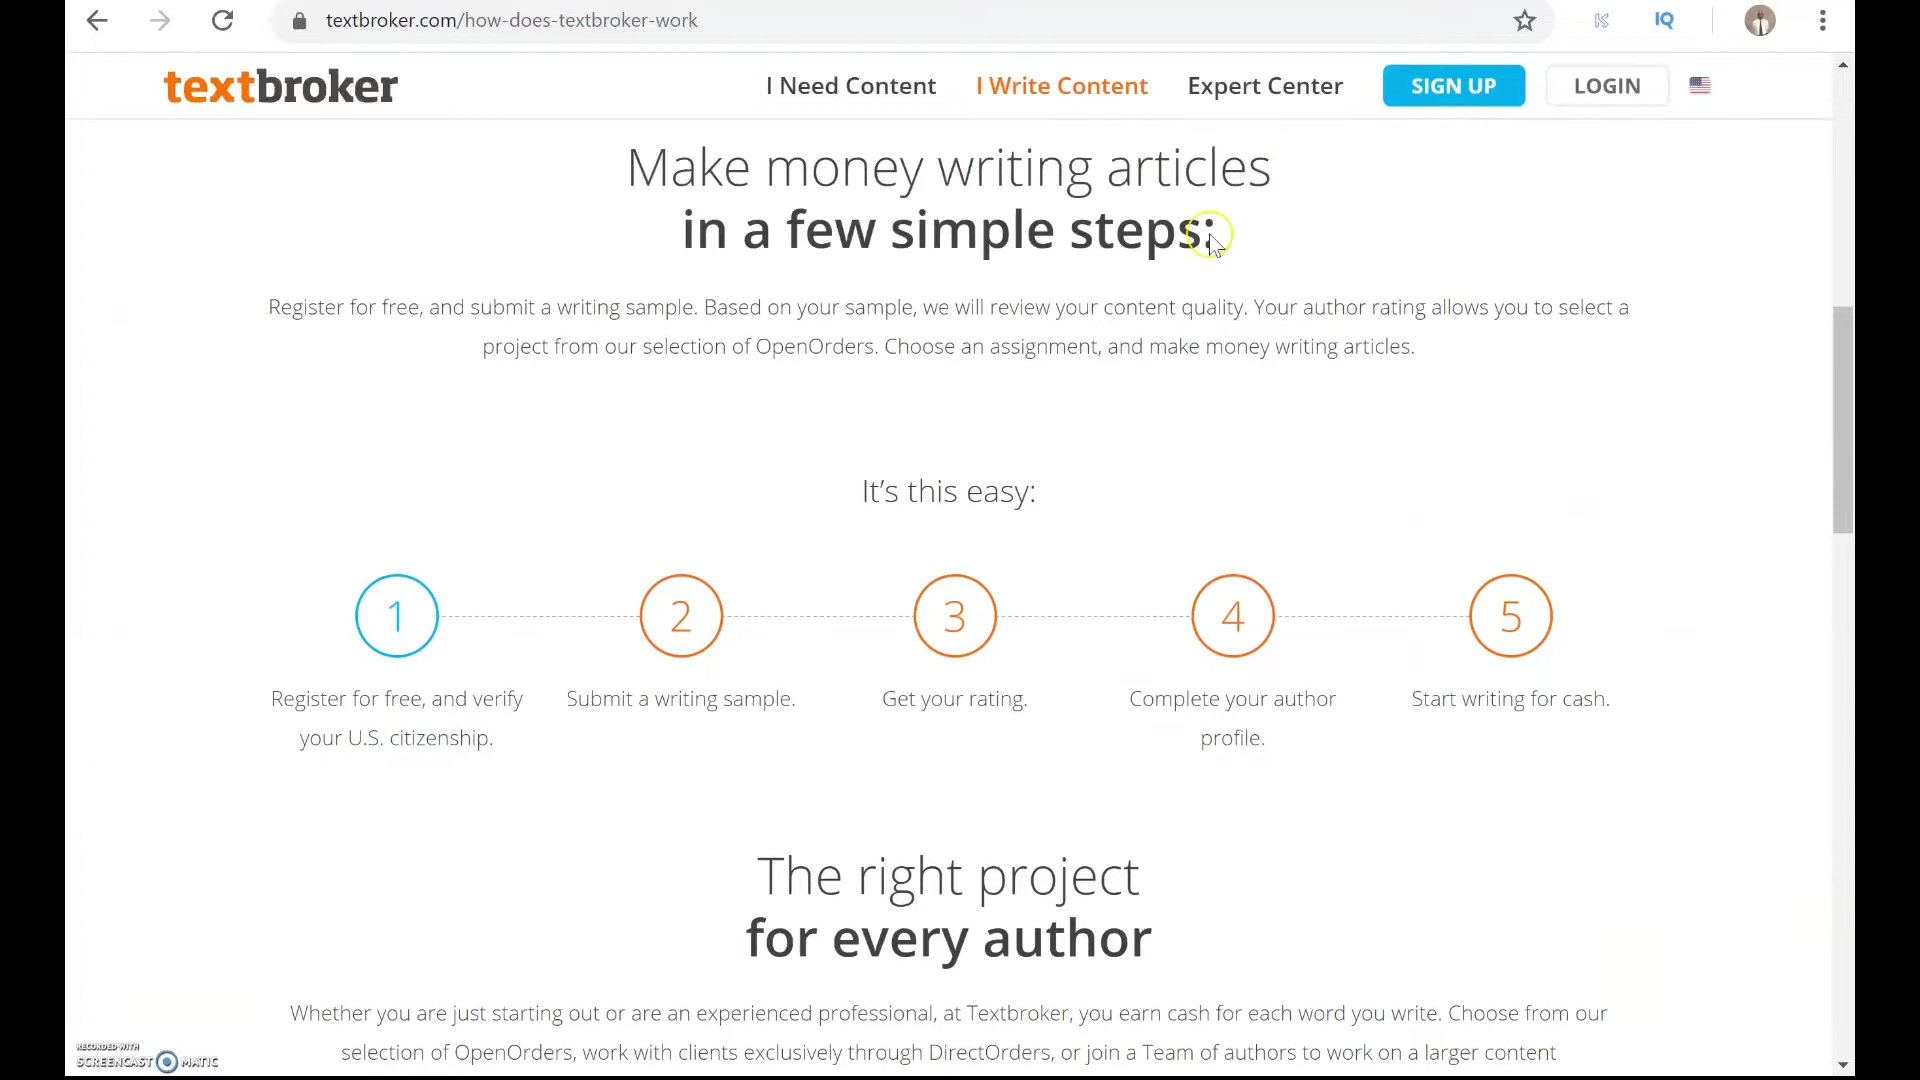 textbroker.com/how-does-textbroker-work
IQ
textbroker
I Need Content
I Write Content
Expert Center
SIGN UP
LOGIN
Make money writing articles
in a few simple steps:
Register for free, and submit a writing sample. Based on your sample, we will review your content quality. Your author rating allows you to select a
project from our selection of OpenOrders. Choose an assignment, and make money writing articles.
It's this easy:
1
2
3
4
5
Register for free, and verify
your U.S. citizenship.
Submit a writing sample.
Get your rating.
Complete your author
profile.
Start writing for cash.
The right project
for every author
Whether you are just starting out or are an experienced professional, at Textbroker, you earn cash for each word you write. Choose from our
selection of OpenOrders, work with clients exclusively through DirectOrders, or join a Team of authors to work on a larger content
RECORDED WITH
SCREENCAST MATIC